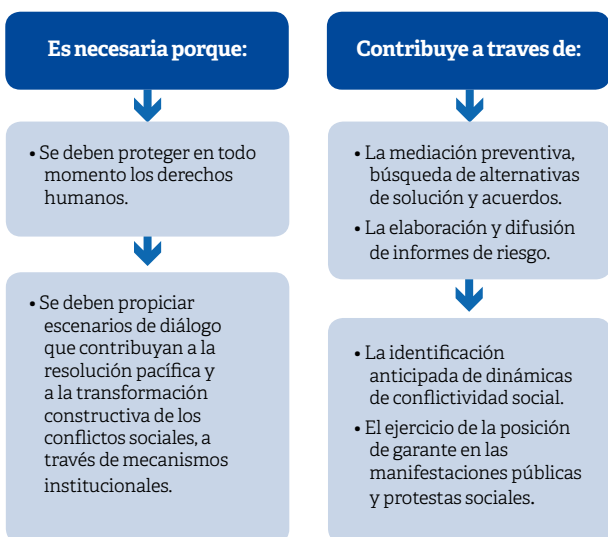 Es necesaria porque:
• Se deben proteger en todo
momento los derechos
humanos.
• Se deben propiciar
escenarios de diálogo
que contribuyan a la
resolución pacífica y
a la transformación
constructiva de los
conflictos sociales, a
través de mecanismos
institucionales.
Contribuye a traves de:
• La mediación preventiva,
búsqueda de alternativas
de solución y acuerdos.
• La elaboración y difusión
de informes de riesgo.
• La identificación
anticipada de dinámicas
de conflictividad social.
• El ejercicio de la posición
de garante en las
manifestaciones públicas
y protestas sociales.